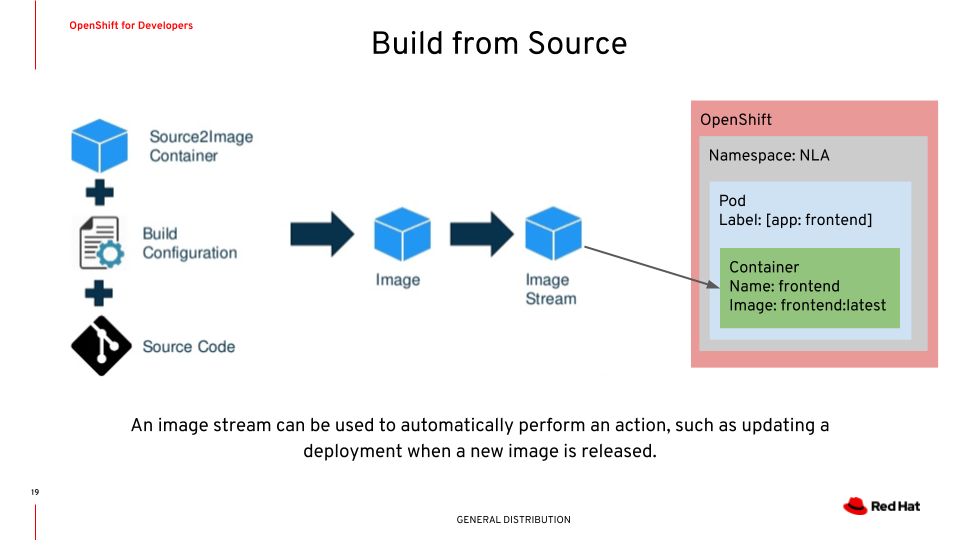 OpenShift for Developers
Build from Source
Source2Image
Container
Build
Configuration
Source Code
Image
Image
Stream
OpenShift
Namespace: NLA
Pod
Label: [app: frontend]
Container
Name: frontend
Image: frontend:latest
An image stream can be used to automatically perform an action, such as updating a
deployment when a new image is released.
19
GENERAL DISTRIBUTION
Red Hat